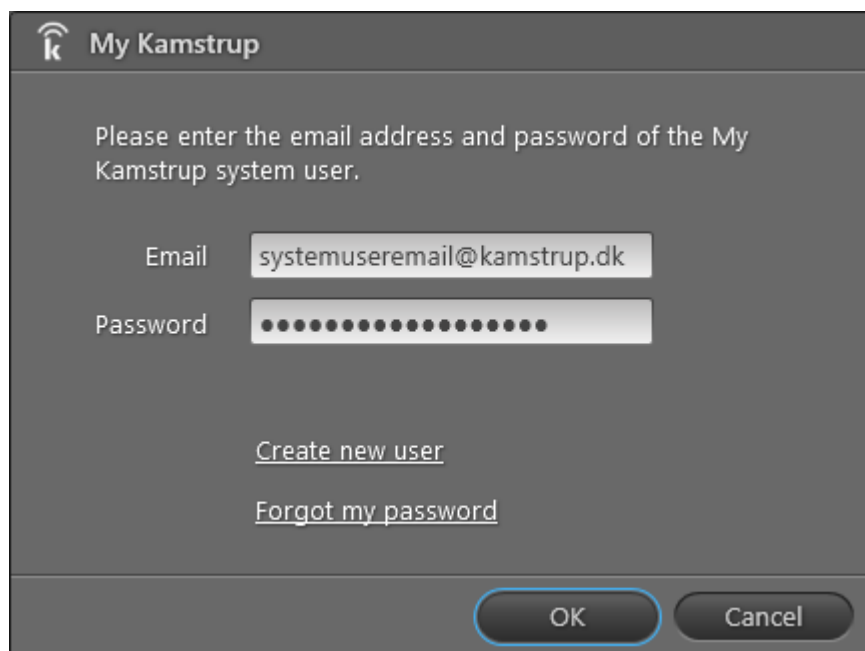 My Kamstrup
Please enter the email address and password of the My
Kamstrup system user.
Email
systemuseremail@kamstrup.dk
Password
●●●●●●●●●●●●●●●●●●
Create new user
Forgot my password
OK
Cancel